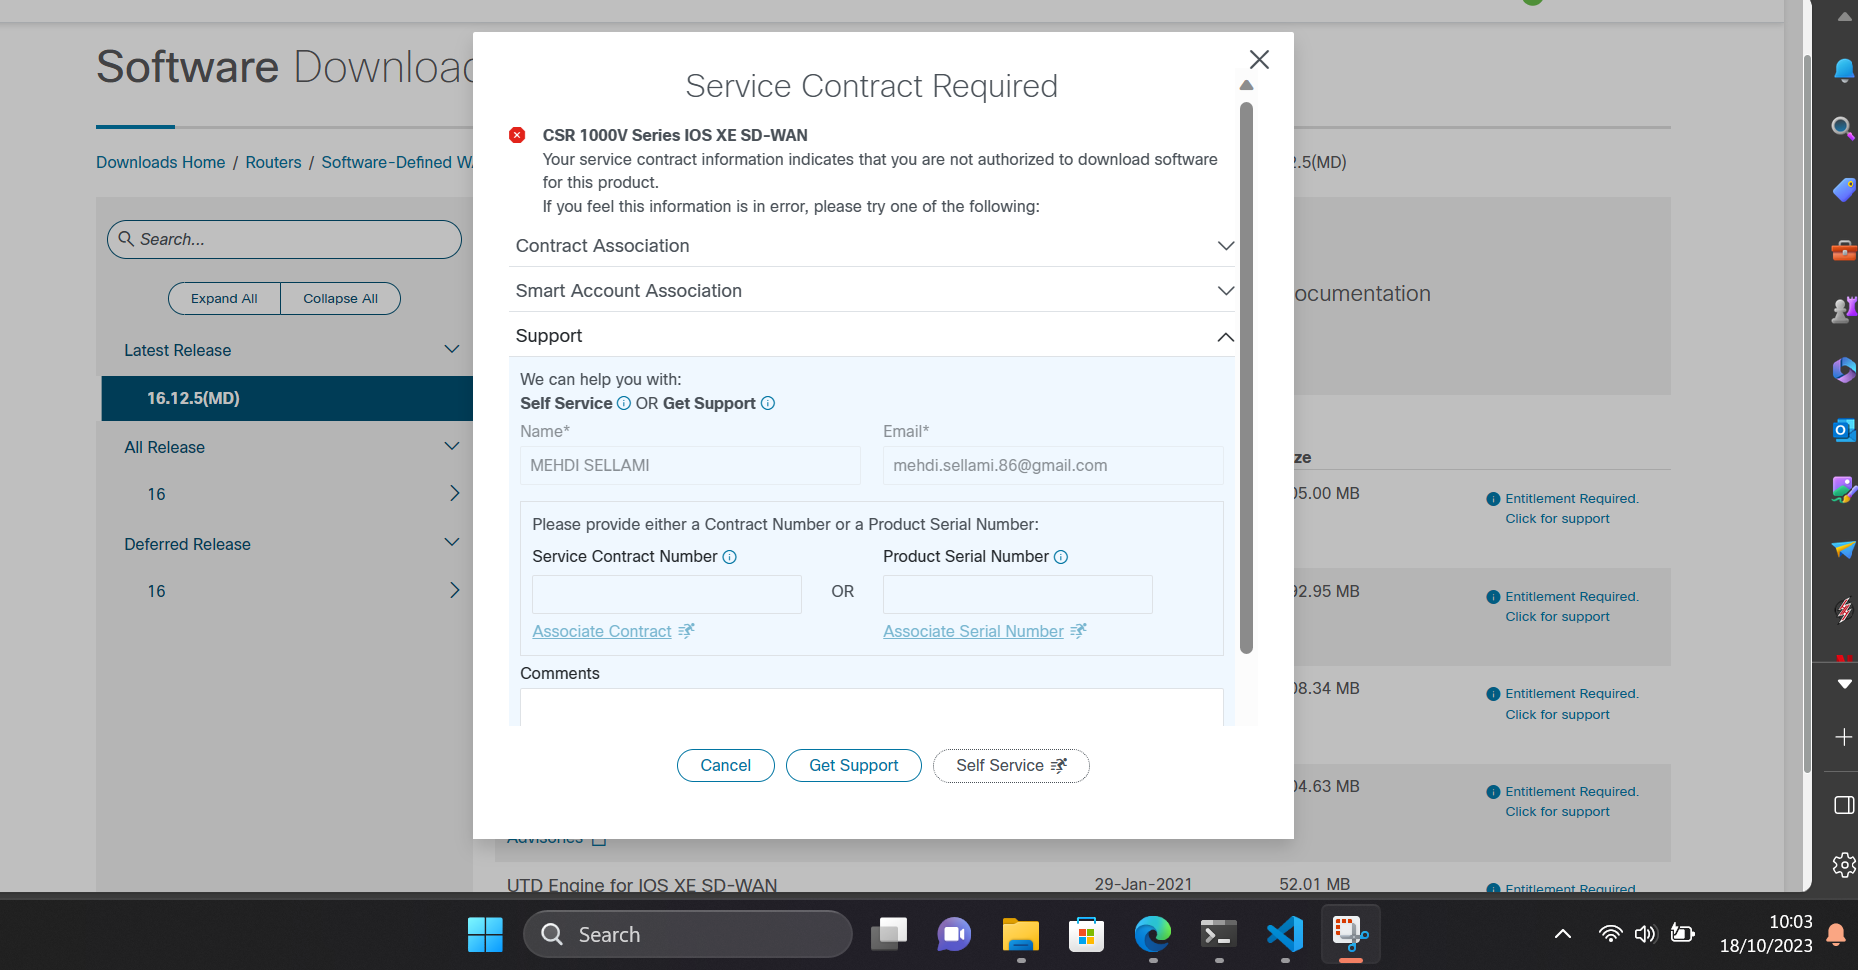 Software Download
Service Contract Required
CSR 1000V Series IOS XE SD-WAN
Your service contract information indicates that you are not authorized to download software
for this product.
If you feel this information is in error, please try one of the following:
Downloads Home / Routers / Software-Defined WA
2.5(MD)
Search...
Expand All
Collapse All
Latest Release
16.12.5(MD)
All Release
16
Deferred Release
16
Contract Association
Smart Account Association
Support
We can help you with:
Self Service OR Get Support
Name*
Email*
MEHDI SELLAMI
mehdi.sellami.86@gmail.com
Please provide either a Contract Number or a Product Serial Number:
Service Contract Number
Product Serial Number
OR
Associate Contract
Associate Serial Number
Comments
Cancel
Get Support
Self Service
ocumentation
ze
05.00 MB
Entitlement Required.
Click for support
92.95 MB
Entitlement Required.
Click for support
08.34 MB
Entitlement Required.
Click for support
04.63 MB
Entitlement Required.
Click for support
Advisories
UTD Engine for IOS XE SD-WAN
29-Jan-2021
52.01 MB
Entitlement Required
Search
10:03
18/10/2023